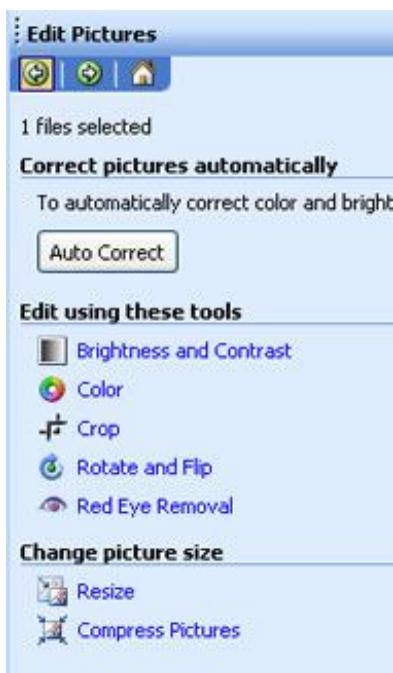 Edit Pictures
1 files selected
Correct pictures automatically
To automatically correct color and bright
Auto Correct
Edit using these tools
Brightness and Contrast
Color
Crop
Rotate and Flip
Red Eye Removal
Change picture size
Resize
Compress Pictures